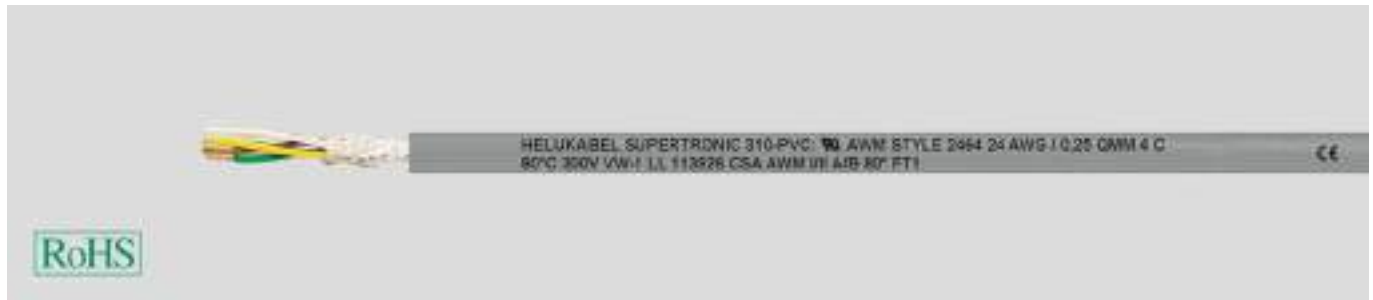 HELUKABEL SUPERTRONIC 310-PVC: AWM STYLE 2464 24 AWG / 0,25 QMM 4 C
80°C 300V VW-1 LL 113926 CSA AWM I/II A/B 80° FT1
CE
RoHS